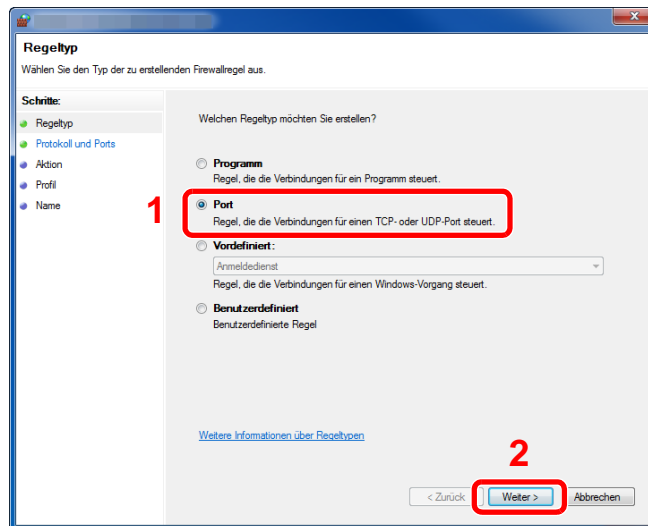 Regeltyp
Wählen Sie den Typ der zu erstellenden Firewallregel aus.
Schritte:
Regeltyp
Protokoll und Ports
Aktion
Profil
Name
Welchen Regeltyp möchten Sie erstellen?
Programm
Regel, die die Verbindungen für ein Programm steuert.
1
Port
Regel, die die Verbindungen für einen TCP- oder UDP-Port steuert.
Vordefiniert:
Anmeldedienst
Regel, die die Verbindungen für einen Windows-Vorgang steuert.
Benutzerdefiniert
Benutzerdefinierte Regel
Weitere Informationen über Regeltypen
2
< Zurück
Weiter >
Abbrechen